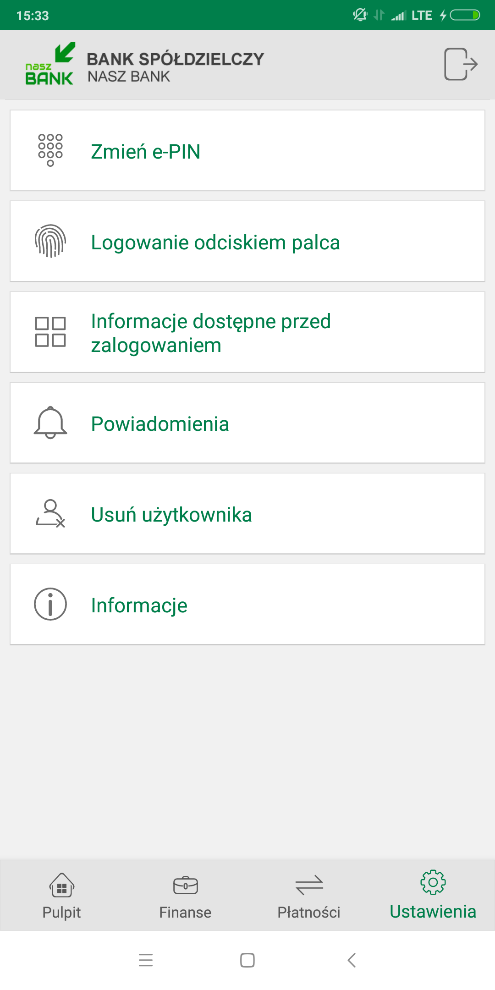 15:33
LTE
nasz
BANK
BANK SPÓŁDZIELCZY
NASZ BANK
Zmień e-PIN
Logowanie odciskiem palca
Informacje dostępne przed
zalogowaniem
Powiadomienia
Usuń użytkownika
Informacje
Pulpit
Finanse
Płatności
Ustawienia